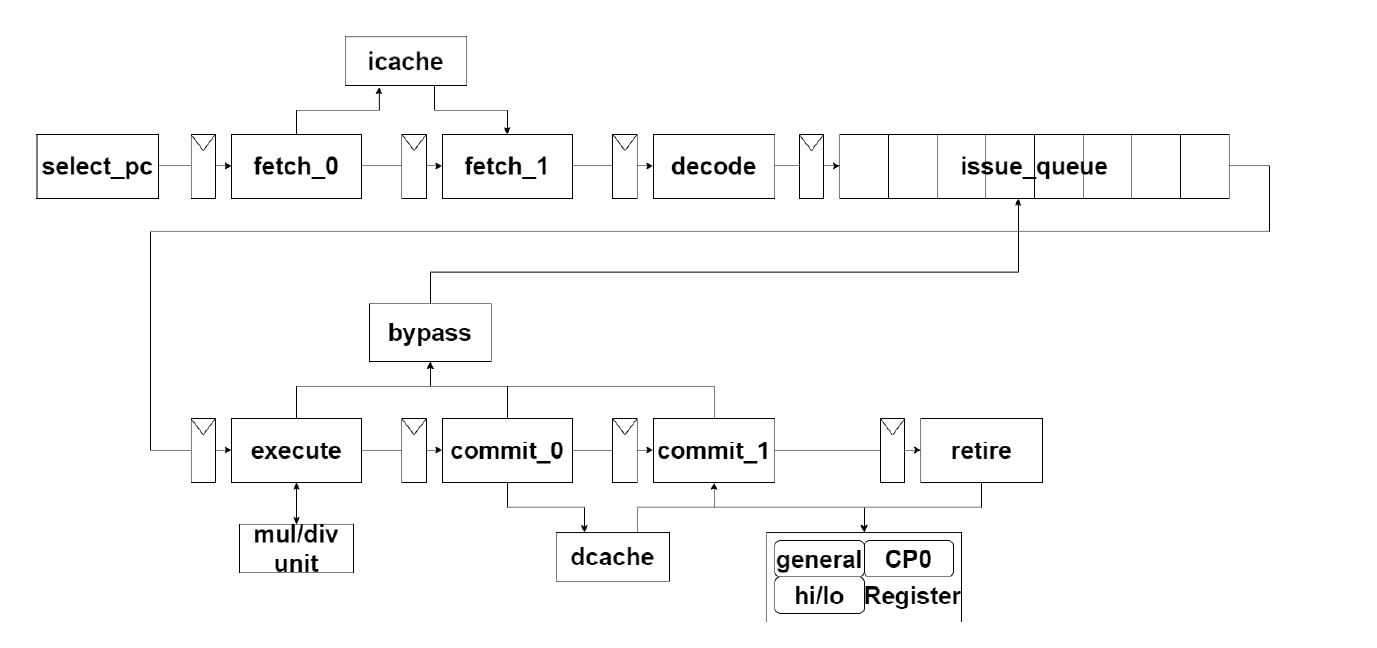 icache
select_pc
fetch_0
fetch_1
decode
issue_queue
bypass
execute
commit_0
commit_1
retire
mul/div
unit
dcache
general
CP0
hi/lo
Register